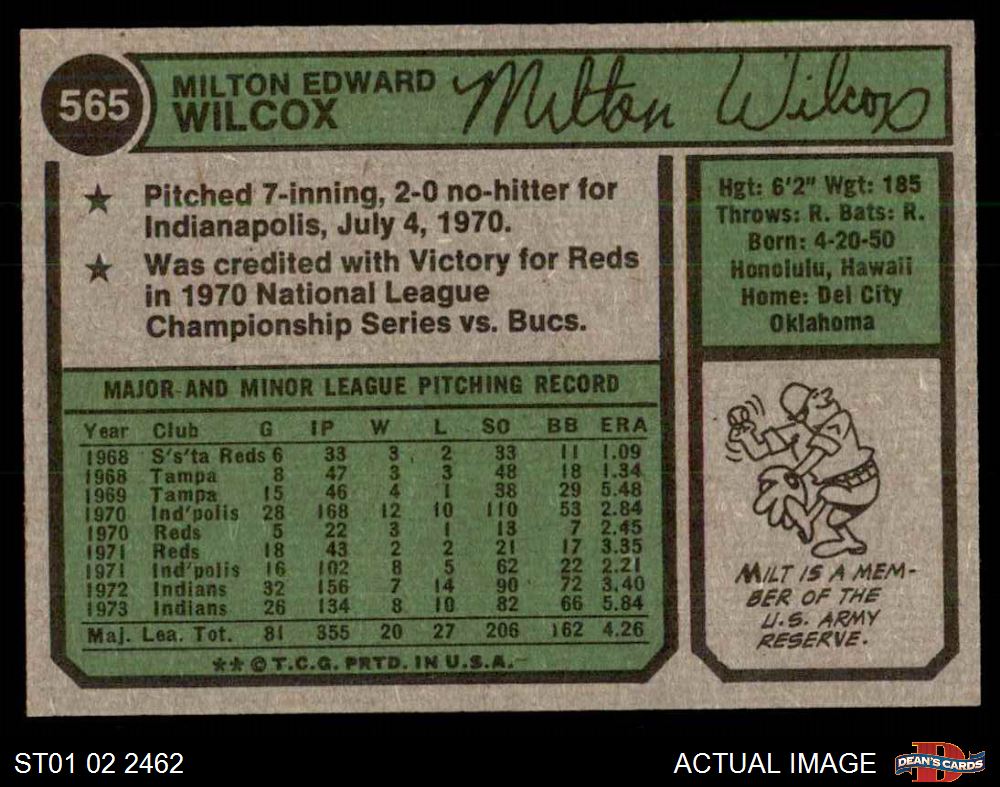 565
MILTON EDWARD
WILCOX
Milton Wilcox
★ Pitched 7-inning, 2-0 no-hitter for
Indianapolis, July 4, 1970.
★ Was credited with Victory for Reds
in 1970 National League
Championship Series vs. Bucs.
Hgt: 6'2" Wgt: 185
Throws: R. Bats: R.
Born: 4-20-50
Honolulu, Hawaii
Home: Del City
Oklahoma
MAJOR AND MINOR LEAGUE PITCHING RECORD
Year Club G IP W L SO BB ERA
1968 S's'ta Reds 6 33 3 2 33 11 1.09
1968 Tampa 8 47 3 3 48 18 1.34
1969 Tampa 15 46 4 1 38 29 5.48
1970 Ind'polis 28 168 12 10 110 53 2.84
1970 Reds 5 22 3 1 13 7 2.45
1971 Reds 18 43 2 2 21 17 3.35
1971 Ind'polis 16 102 8 5 62 22 2.21
1972 Indians 32 156 7 14 90 72 3.40
1973 Indians 26 134 8 10 82 66 5.84
Maj. Lea. Tot. 81 355 20 27 206 162 4.26
★★ © T.C.G. PRTD. IN U.S.A.
MILT IS A MEM-
BER OF THE
U.S. ARMY
RESERVE.
ST01 02 2462
ACTUAL IMAGE
D
DEAN'S CARDS